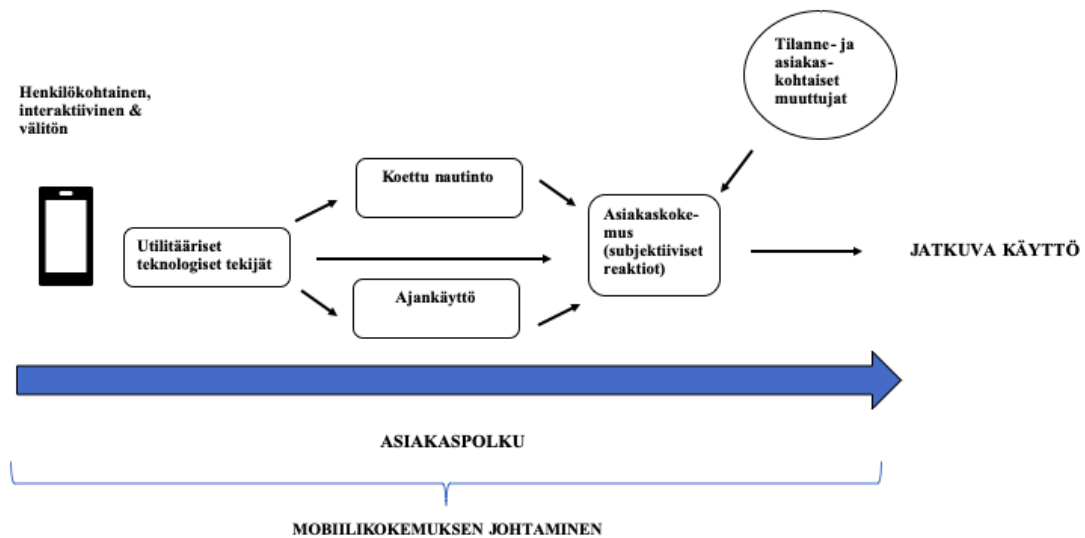 Tilanne- ja
asiakas-
kohtaiset
muuttujat
Henkilökohtainen,
interaktiivinen &
välitön
Koettu nautinto
Utilitääriset
teknologiset tekijät
Asiakaskoke-
mus
(subjektiiviset
reaktiot)
JATKUVA KÄYTTÖ
Ajankäyttö
ASIAKASPOLKU
MOBIILIKOKEMUKSEN JOHTAMINEN